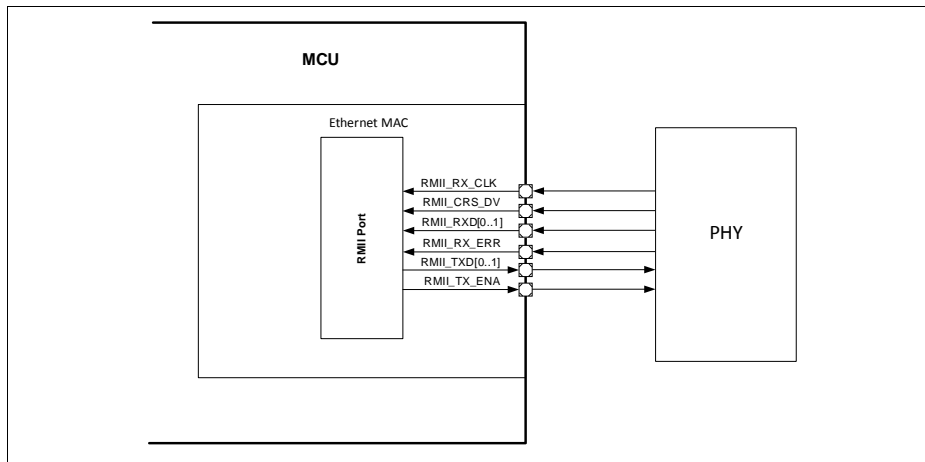 MCU
Ethernet MAC
RMII Port
RMII_RX_CLK
RMII_CRS_DV
RMII_RXD[0..1]
RMII_RX_ERR
RMII_TXD[0..1]
RMII_TX_ENA
PHY